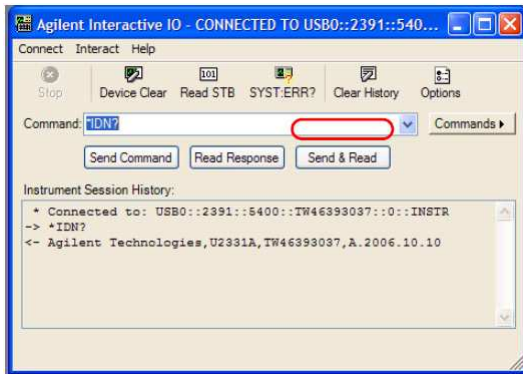 Agilent Interactive IO - CONNECTED TO USB0::2391::540...
Connect Interact Help
Stop Device Clear Read STB SYST:ERR? Clear History Options
Command: *IDN? Commands
Send Command Read Response Send & Read
Instrument Session History:
* Connected to: USB0::2391::5400::TW46393037::0::INSTR
-> *IDN?
<- Agilent Technologies,U2331A,TW46393037,A.2006.10.10